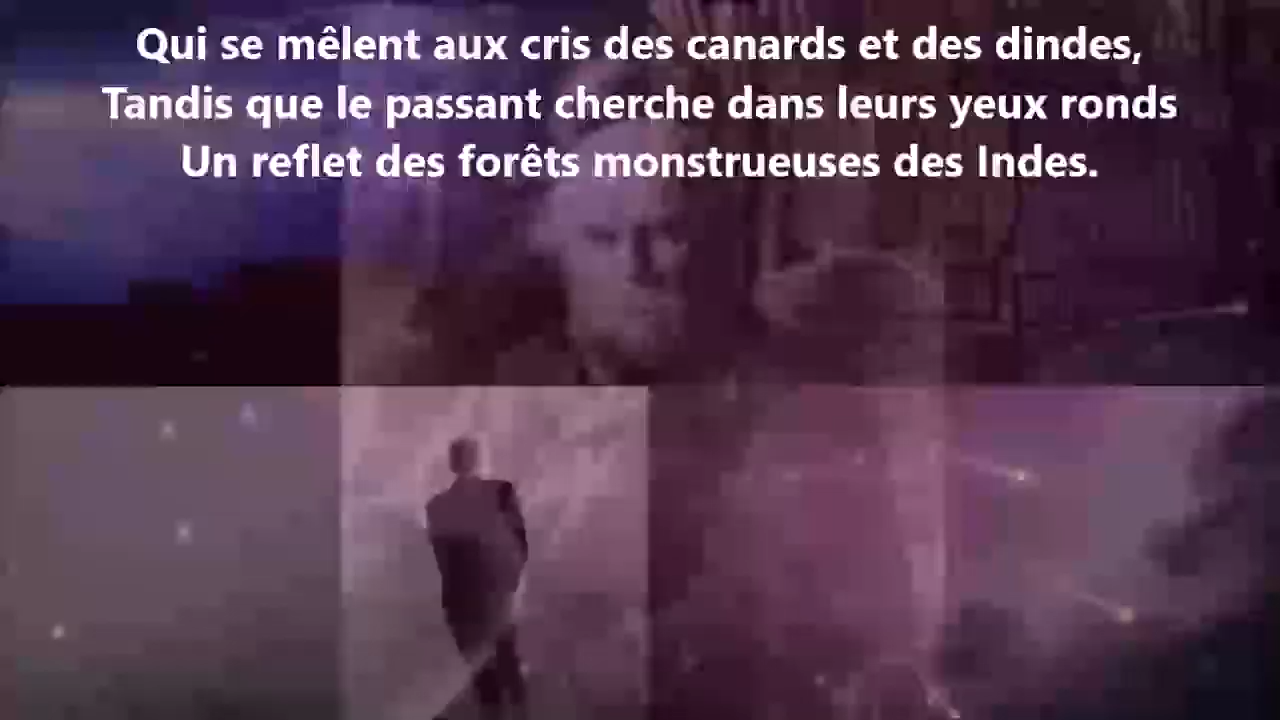 Qui se mêlent aux cris des canards et des dindes,
Tandis que le passant cherche dans leurs yeux ronds
Un reflet des forêts monstrueuses des Indes.